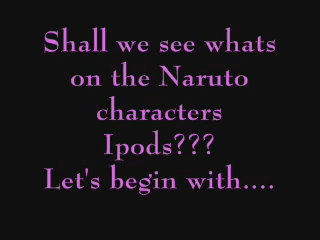 Shall we see whats
on the Naruto
characters
Ipods???
Let's begin with....